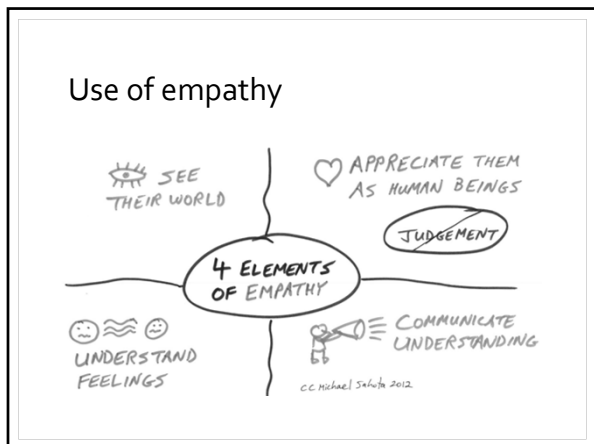 Use of empathy
SEE
THEIR WORLD
APPRECIATE THEM
AS HUMAN BEINGS
JUDGEMENT
4 ELEMENTS
OF EMPATHY
UNDERSTAND
FEELINGS
COMMUNICATE
UNDERSTANDING
CC Michael Sahota 2012